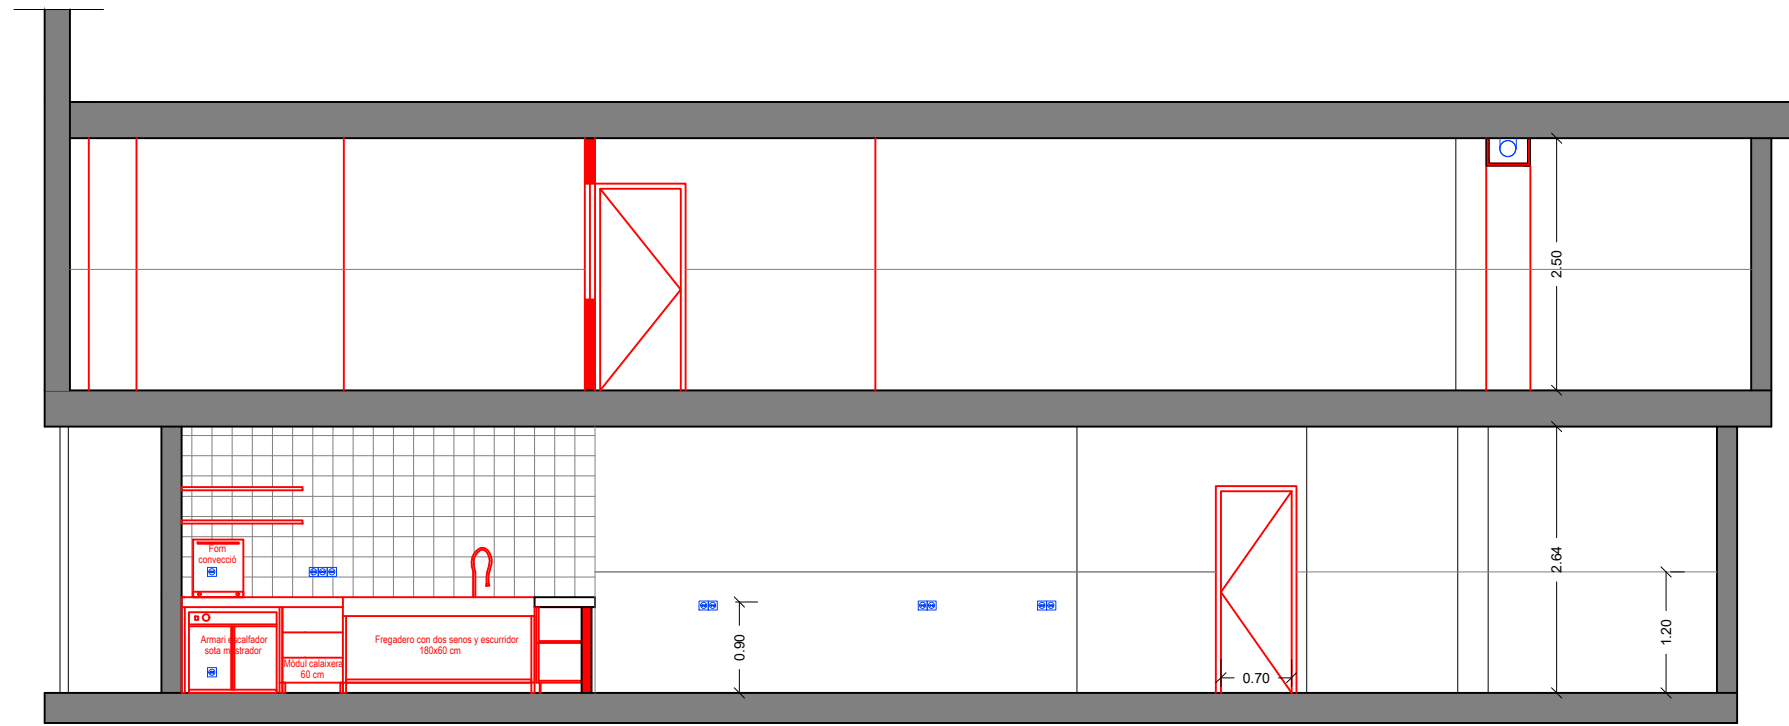 2.50
Forn
convecció
2.64
Armari escalfador
sota mostrador
Fregadero con dos senos y escurridor
180x60 cm
Mòdul calaixera
60 cm
0.90
1.20
0.70